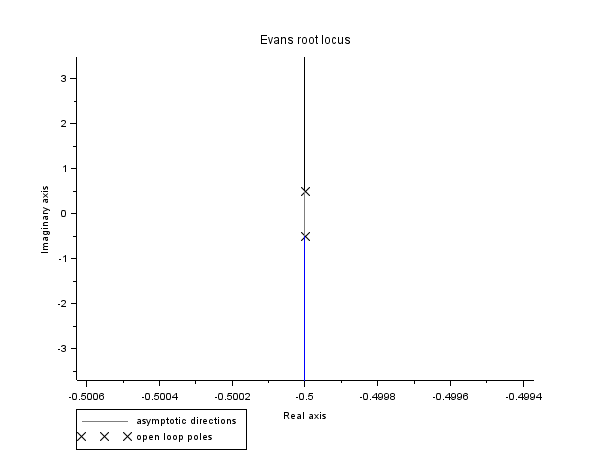 Evans root locus
3
2
1
0
-1
-2
-3
Imaginary axis
-0.5006 -0.5004 -0.5002 -0.5 -0.4998 -0.4996 -0.4994
Real axis
asymptotic directions
open loop poles